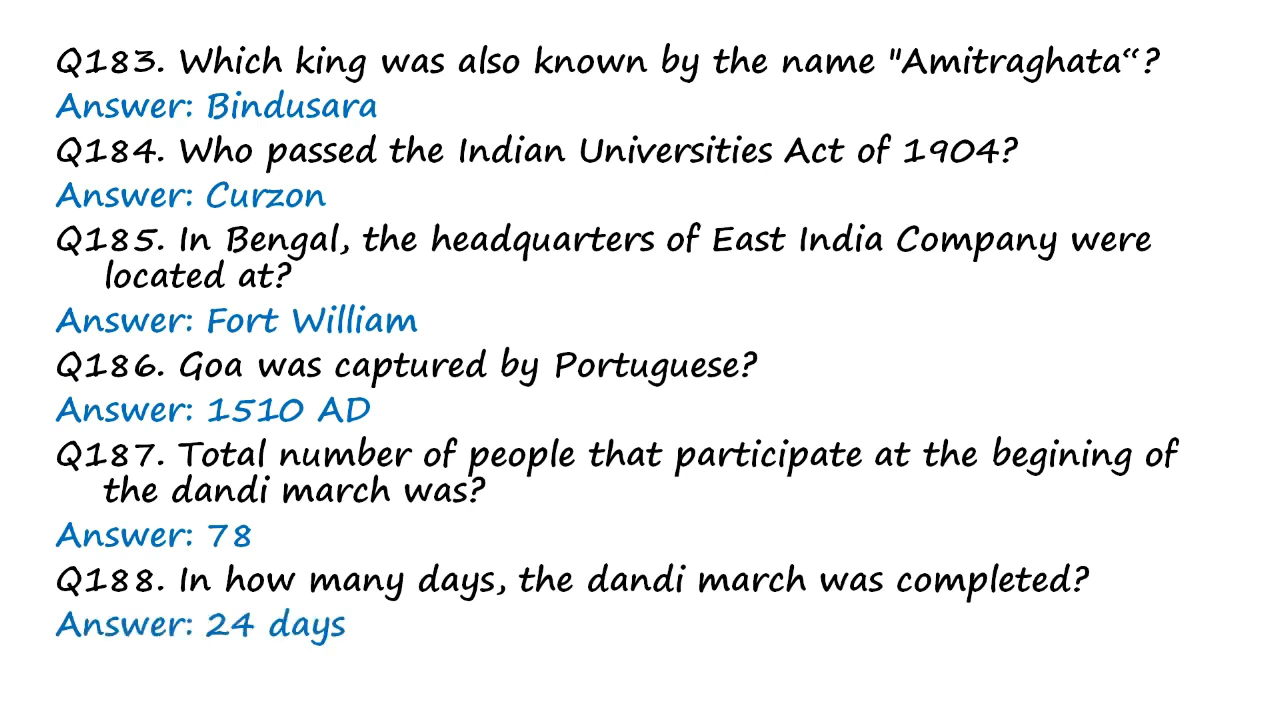 Q183. Which king was also known by the name "Amitraghata“?
Answer: Bindusara
Q184. Who passed the Indian Universities Act of 1904?
Answer: Curzon
Q185. In Bengal, the headquarters of East India Company were
located at?
Answer: Fort William
Q186. Goa was captured by Portuguese?
Answer: 1510 AD
Q187. Total number of people that participate at the begining of
the dandi march was?
Answer: 78
Q188. In how many days, the dandi march was completed?
Answer: 24 days